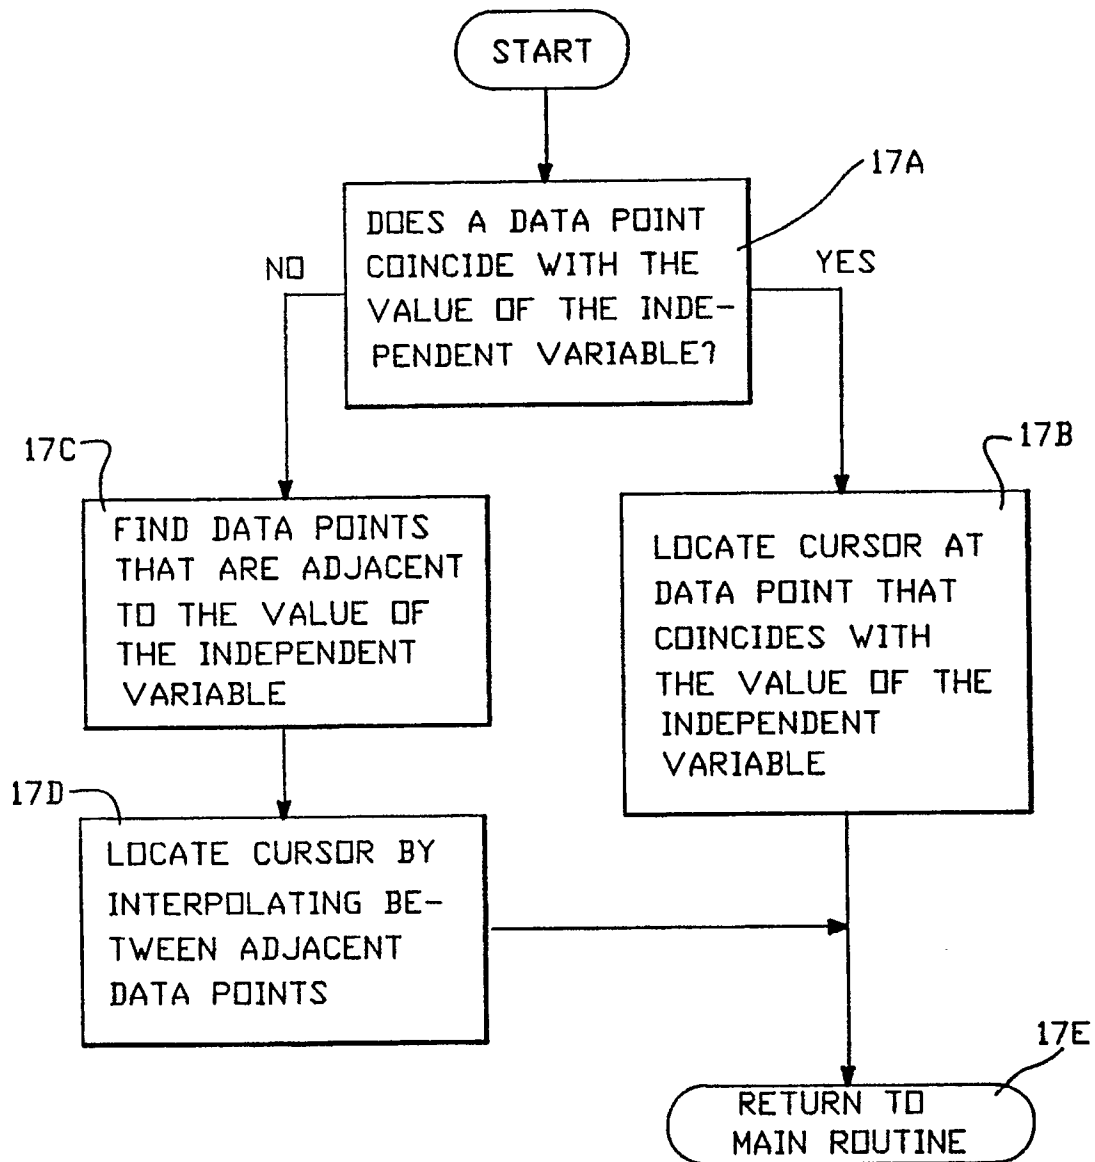 START
17A
DOES A DATA POINT
COINCIDE WITH THE
VALUE OF THE INDE-
PENDENT VARIABLE?
NO
YES
17C
FIND DATA POINTS
THAT ARE ADJACENT
TO THE VALUE OF
THE INDEPENDENT
VARIABLE
17B
LOCATE CURSOR AT
DATA POINT THAT
COINCIDES WITH
THE VALUE OF THE
INDEPENDENT
VARIABLE
17D
LOCATE CURSOR BY
INTERPOLATING BE-
TWEEN ADJACENT
DATA POINTS
17E
RETURN TO
MAIN ROUTINE